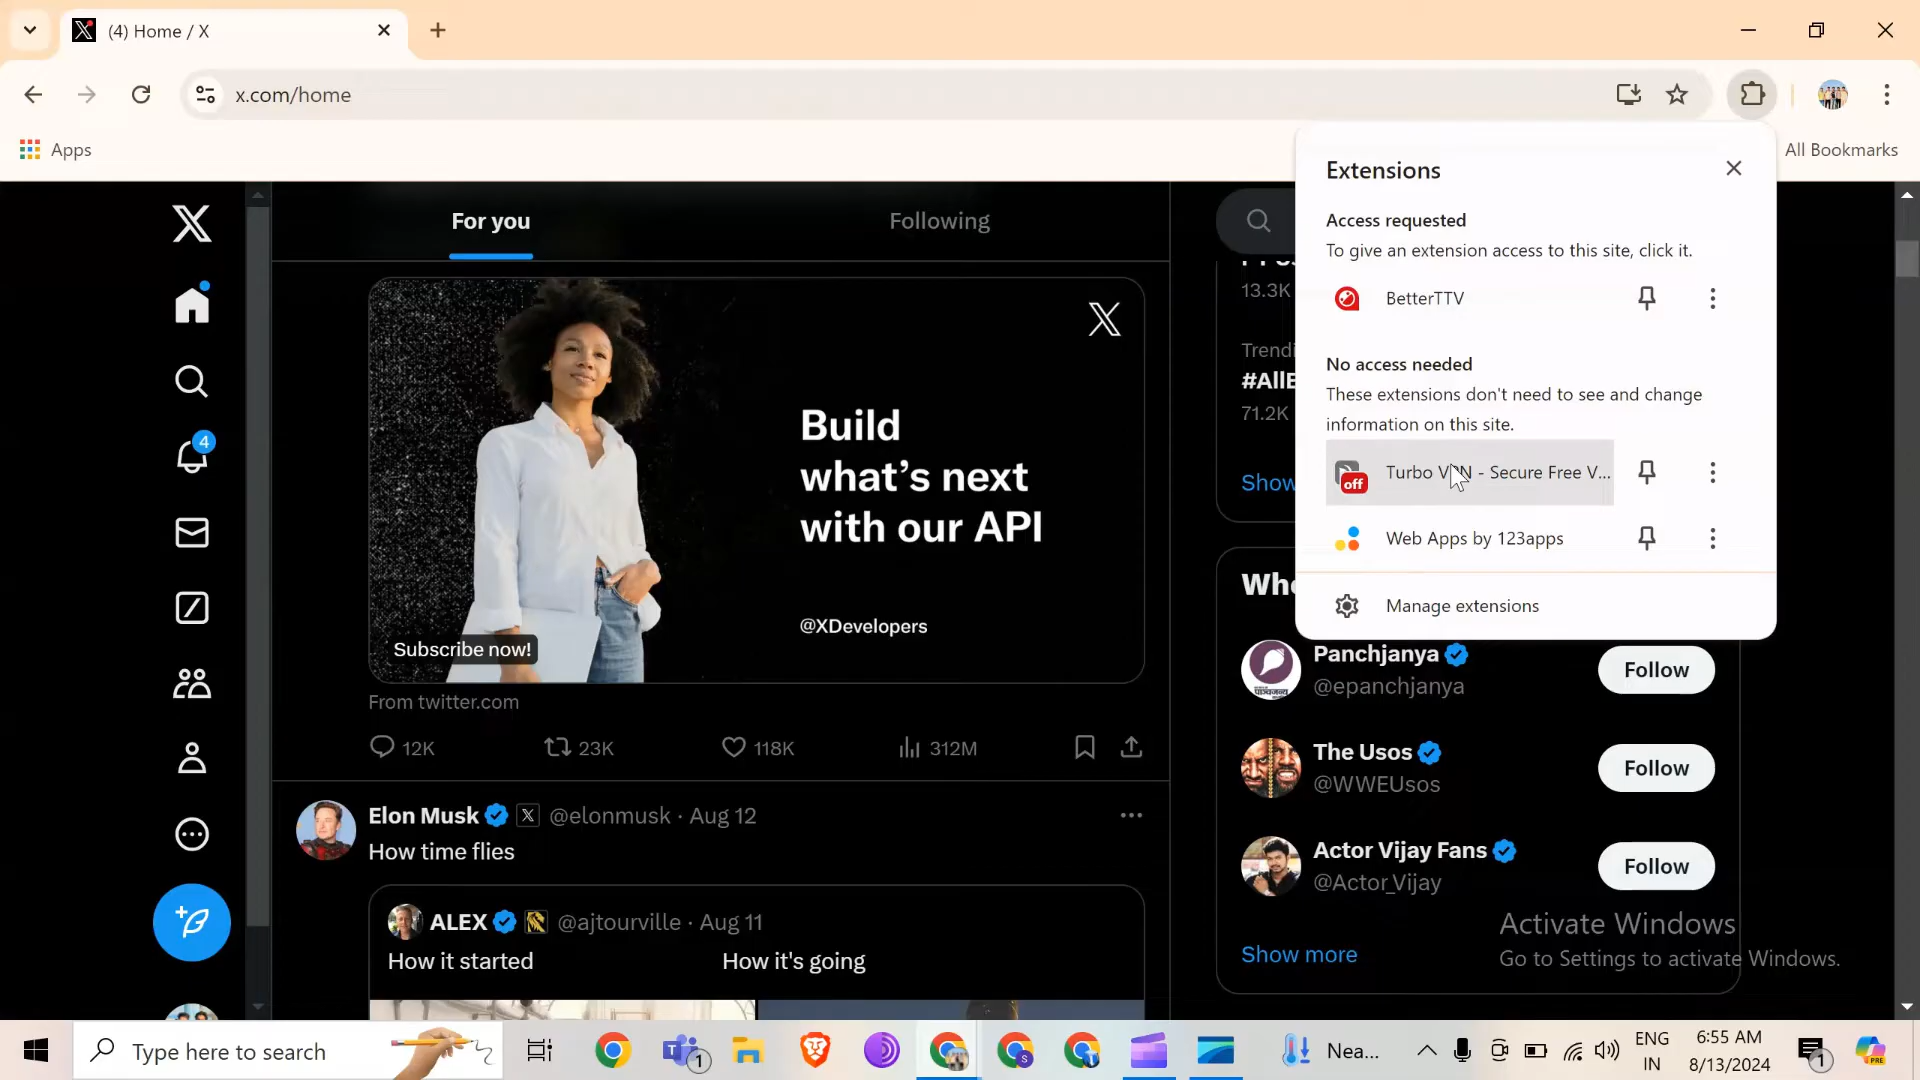 (4) Home / X
x.com/home
Apps
All Bookmarks
For you
Following
Build
what's next
with our API
@XDevelopers
Subscribe now!
From twitter.com
12K
23K
118K
312M
4
Elon Musk @elonmusk · Aug 12
How time flies
ALEX @ajtourville · Aug 11
How it started
How it's going
13.3K
Trendi
#AllE
71.2K
Show
Extensions
Access requested
To give an extension access to this site, click it.
BetterTTV
No access needed
These extensions don't need to see and change
information on this site.
off
Turbo VPN - Secure Free V...
Web Apps by 123apps
Manage extensions
Panchjanya
@epanchjanya
Follow
The Usos
@WWEUsos
Follow
Actor Vijay Fans
@Actor_Vijay
Follow
Show more
Activate Windows
Go to Settings to activate Windows.
Type here to search
1
Nea...
ENG
IN
6:55 AM
8/13/2024
1